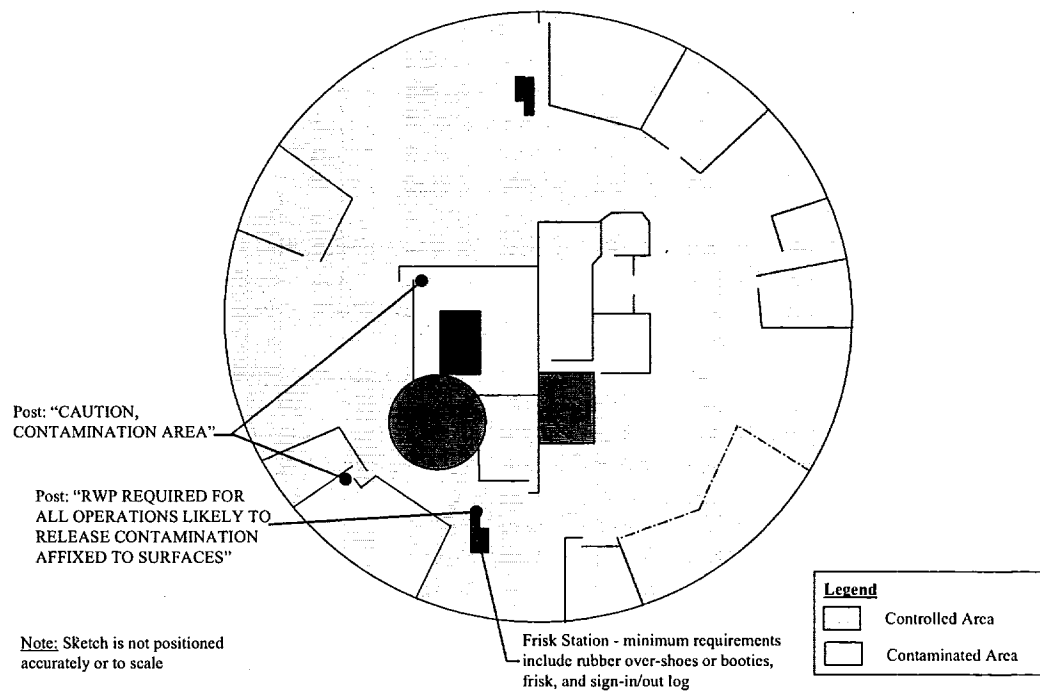 Post: “CAUTION,
CONTAMINATION AREA”
Post: “RWP REQUIRED FOR
ALL OPERATIONS LIKELY TO
RELEASE CONTAMINATION
AFFIXED TO SURFACES”
Note: Sketch is not positioned
accurately or to scale
Frisk Station - minimum requirements
include rubber over-shoes or booties,
frisk, and sign-in/out log
Legend
Controlled Area
Contaminated Area